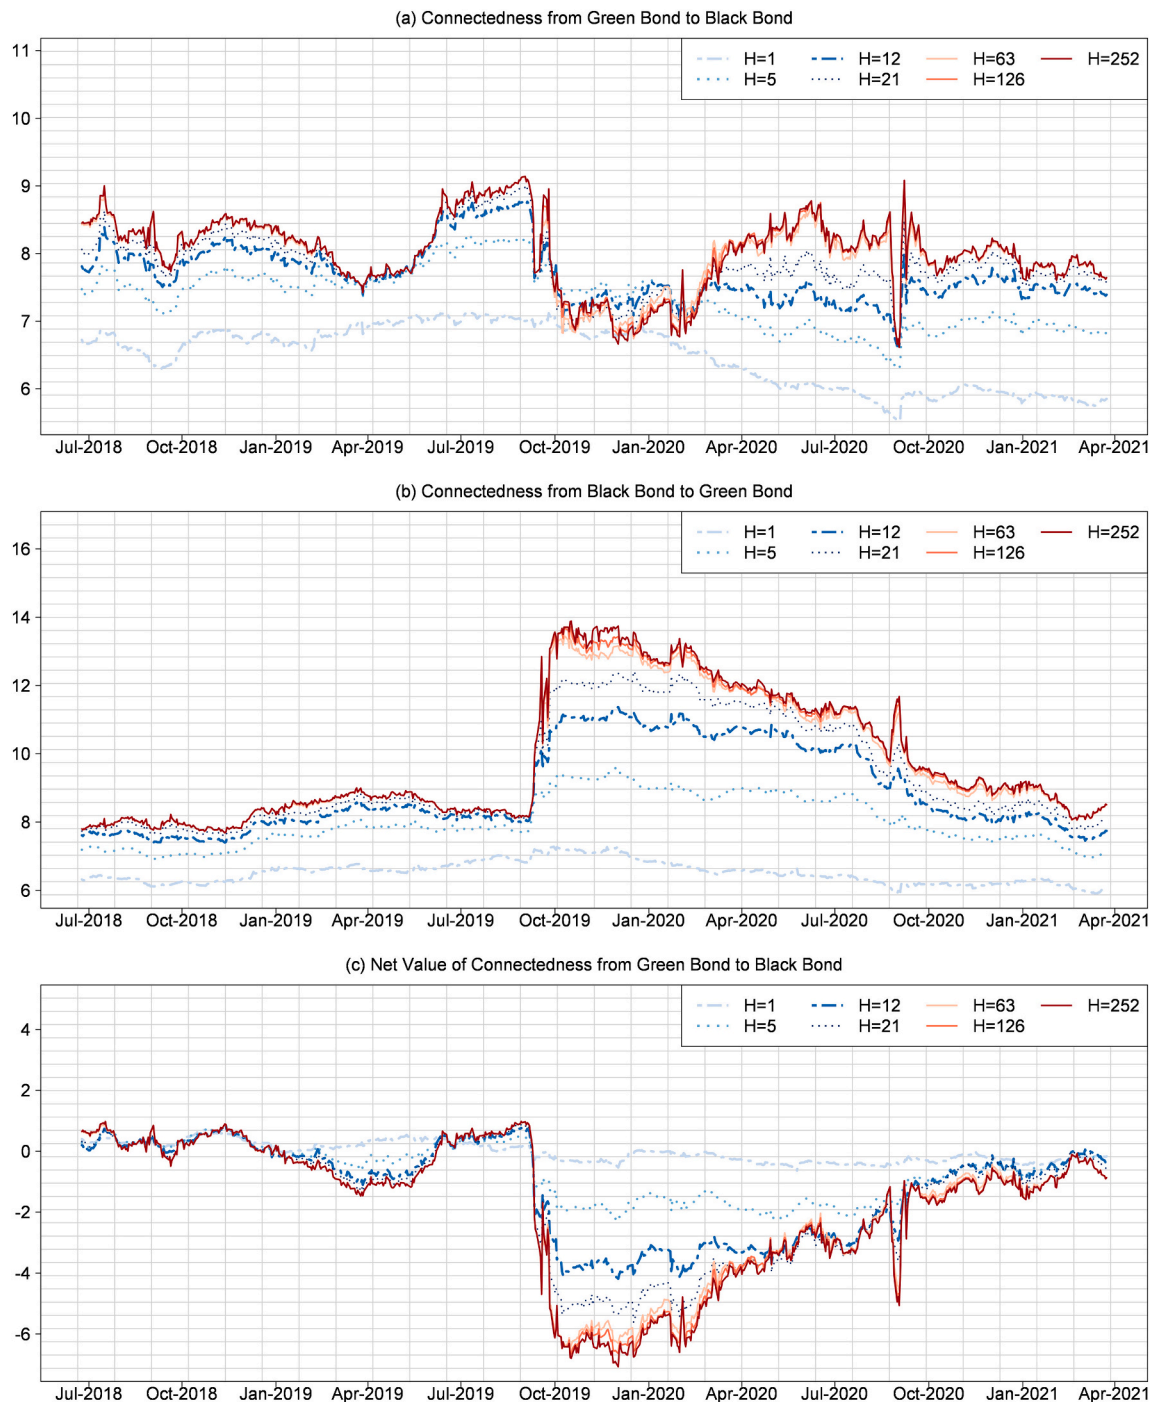 (a) Connectedness from Green Bond to Black Bond
H=1 H=12 H=63 H=252
H=5 H=21 H=126
11
10
9
8
7
6
Jul-2018 Oct-2018 Jan-2019 Apr-2019 Jul-2019 Oct-2019 Jan-2020 Apr-2020 Jul-2020 Oct-2020 Jan-2021 Apr-2021
(b) Connectedness from Black Bond to Green Bond
H=1 H=12 H=63 H=252
H=5 H=21 H=126
16
14
12
10
8
6
Jul-2018 Oct-2018 Jan-2019 Apr-2019 Jul-2019 Oct-2019 Jan-2020 Apr-2020 Jul-2020 Oct-2020 Jan-2021 Apr-2021
(c) Net Value of Connectedness from Green Bond to Black Bond
H=1 H=12 H=63 H=252
H=5 H=21 H=126
4
2
0
-2
-4
-6
Jul-2018 Oct-2018 Jan-2019 Apr-2019 Jul-2019 Oct-2019 Jan-2020 Apr-2020 Jul-2020 Oct-2020 Jan-2021 Apr-2021